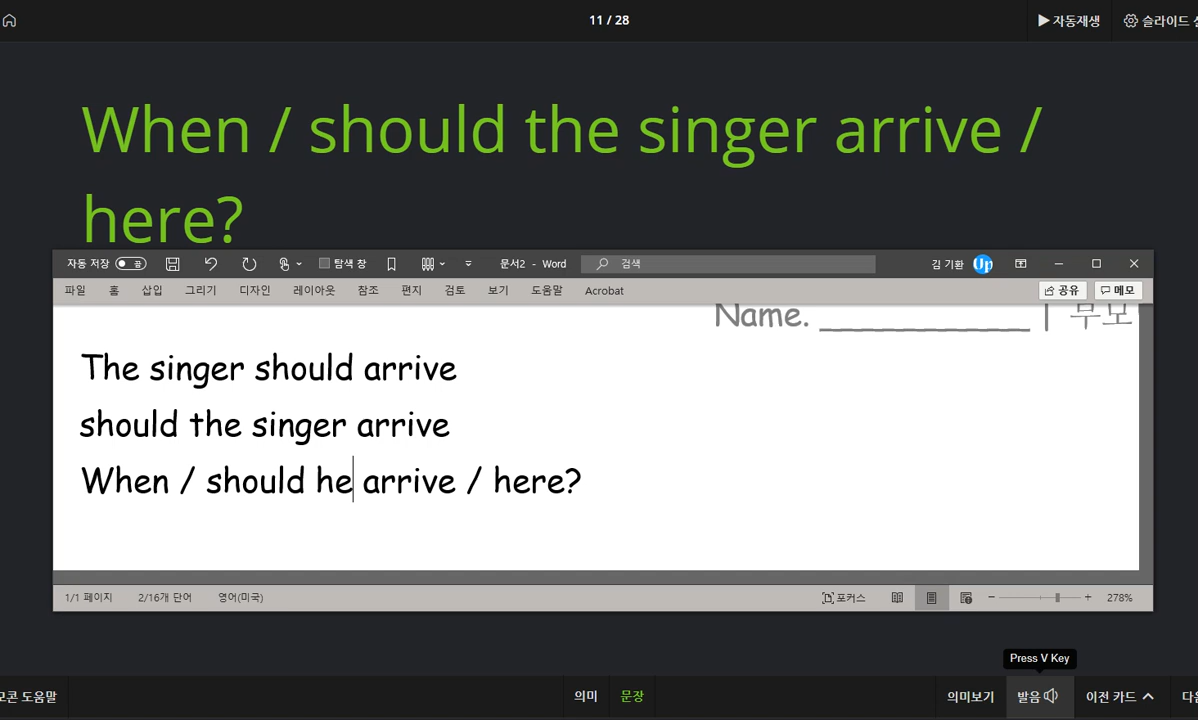 11 / 28
자동재생
슬라이드
When / should the singer arrive /
here?
자동 저장
탐색 창
문서2 - Word
검색
김 기환
Up
파일 홈 삽입 그리기 디자인 레이아웃 참조 편지 검토 보기 도움말 Acrobat
공유
메모
Name. ____________ | 부모
The singer should arrive
should the singer arrive
When / should he arrive / here?
1/1 페이지
2/16개 단어
영어(미국)
포커스
278%
Press V Key
도움말
의미
문장
의미보기
발음
이전 카드